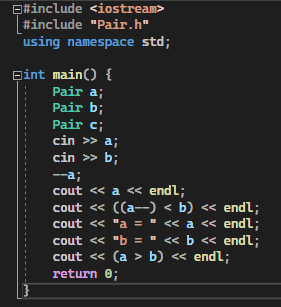 #include <iostream>
#include "Pair.h"
using namespace std;
int main() {
Pair a;
Pair b;
Pair c;
cin >> a;
cin >> b;
--a;
cout << a << endl;
cout << ((a--) < b) << endl;
cout << "a = " << a << endl;
cout << "b = " << b << endl;
cout << (a > b) << endl;
return 0;
}